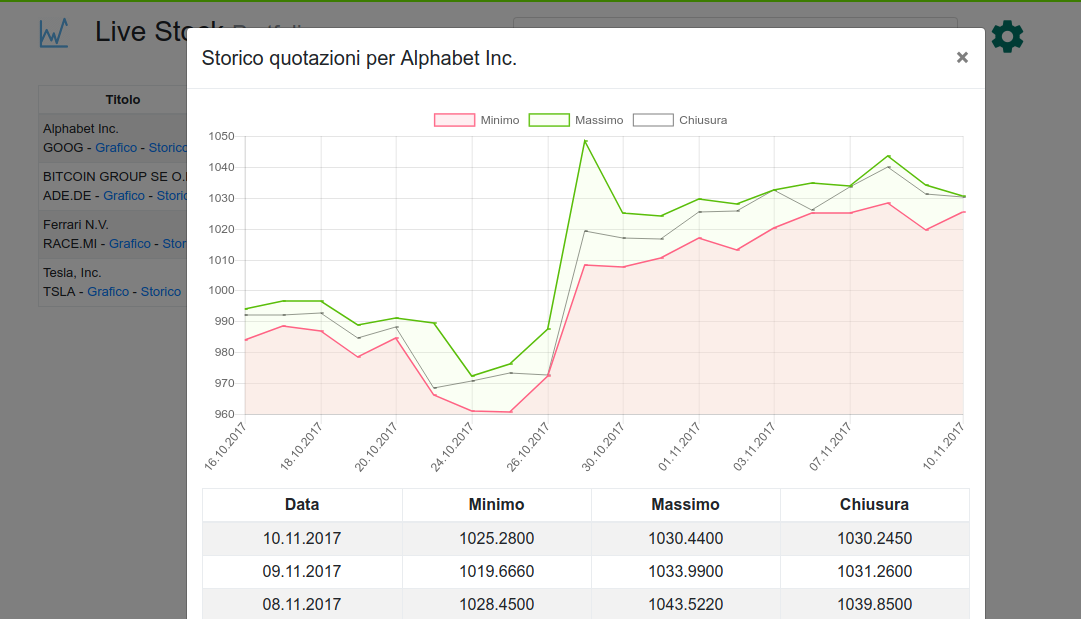 Live Stock
Storico quotazioni per Alphabet Inc.
×
Titolo
Alphabet Inc.
GOOG - Grafico - Storico
BITCOIN GROUP SE O.
ADE.DE - Grafico - Storico
Ferrari N.V.
RACE.MI - Grafico - Stor
Tesla, Inc.
TSLA - Grafico - Storico
Minimo Massimo Chiusura
1050
1040
1030
1020
1010
1000
990
980
970
960
16.10.2017 18.10.2017 20.10.2017 24.10.2017 26.10.2017 30.10.2017 01.11.2017 03.11.2017 07.11.2017 10.11.2017
Data Minimo Massimo Chiusura
10.11.2017 1025.2800 1030.4400 1030.2450
09.11.2017 1019.6660 1033.9900 1031.2600
08.11.2017 1028.4500 1043.5220 1039.8500